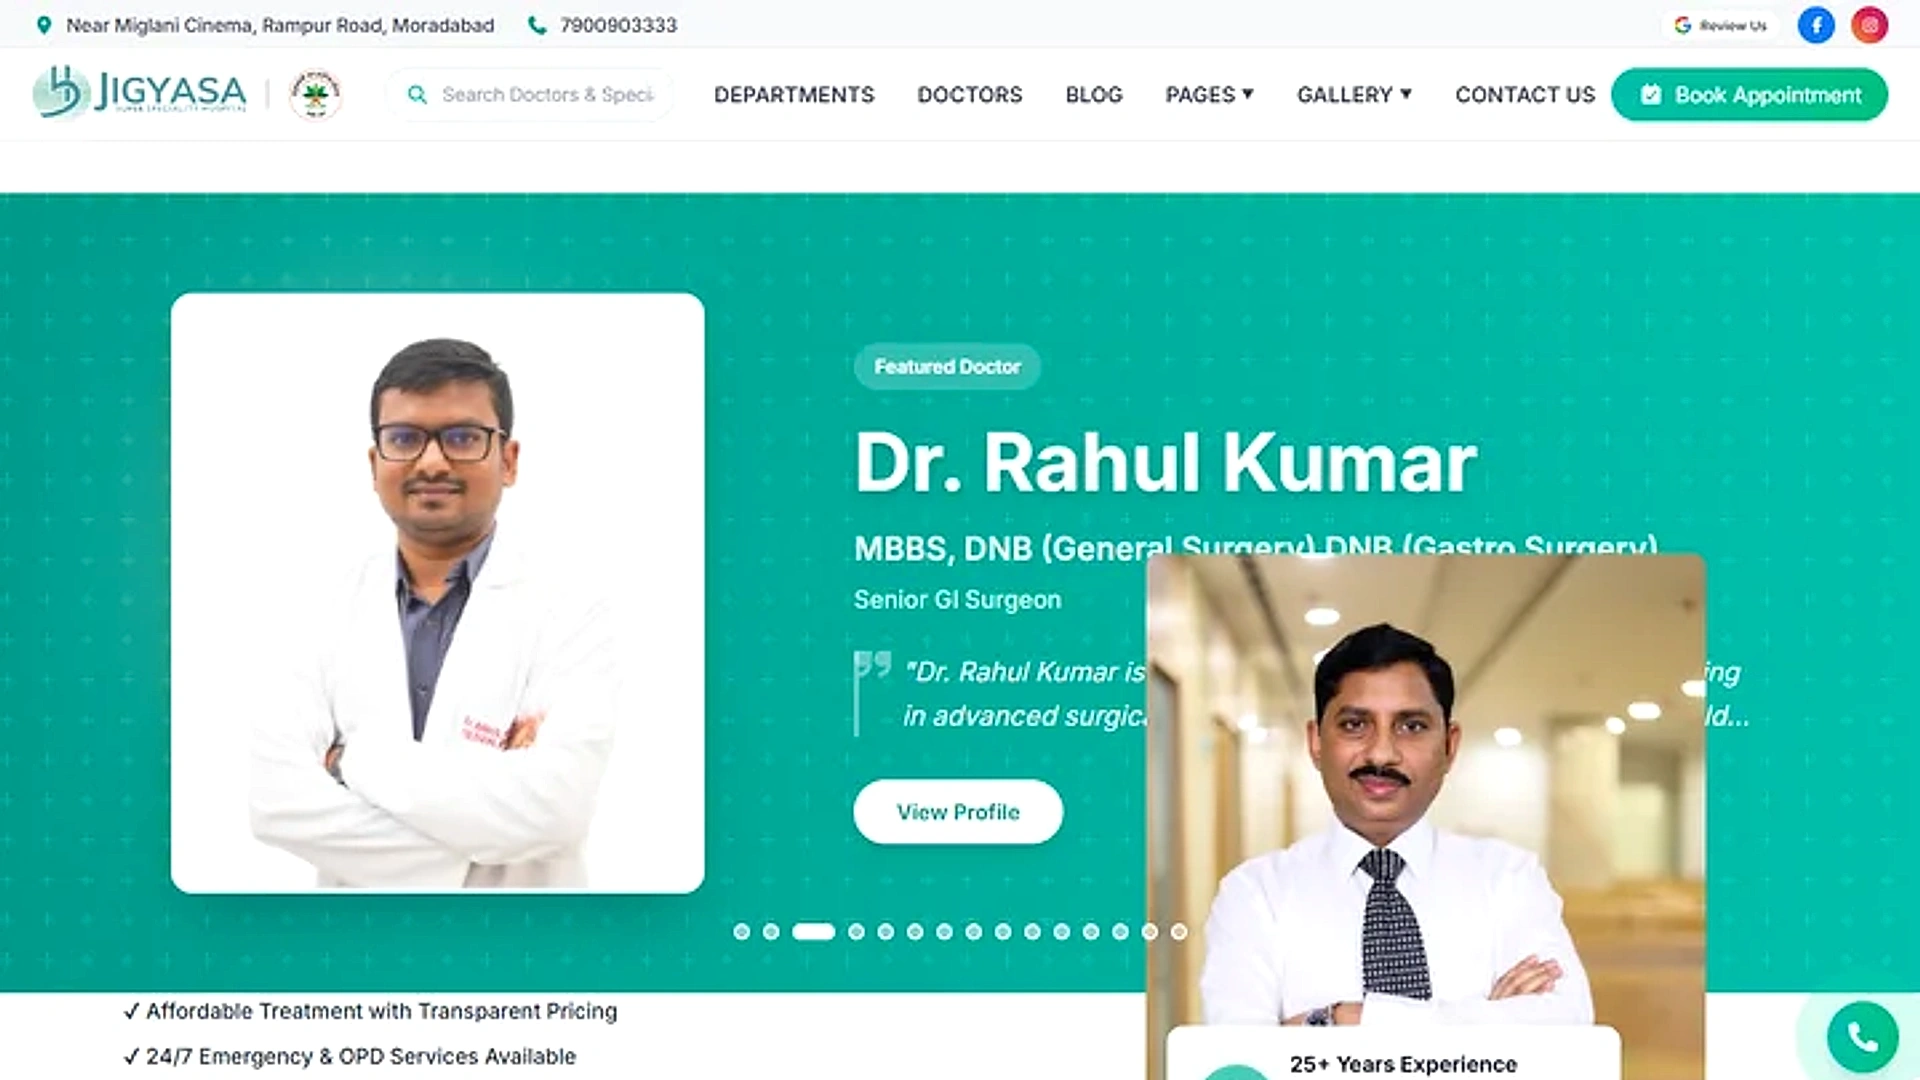 Near Miglani Cinema, Rampur Road, Moradabad
7900903333
Review Us
JIGYASA
SUPER SPECIALITY HOSPITAL
Search Doctors & Speci
DEPARTMENTS
DOCTORS
BLOG
PAGES ▼
GALLERY ▼
CONTACT US
Book Appointment
Featured Doctor
Dr. Rahul Kumar
MBBS, DNB (General Surgery) DNB (Gastro Surgery)
Senior GI Surgeon
"Dr. Rahul Kumar is ing
in advanced surgic ld...
View Profile
✓ Affordable Treatment with Transparent Pricing
✓ 24/7 Emergency & OPD Services Available
25+ Years Experience